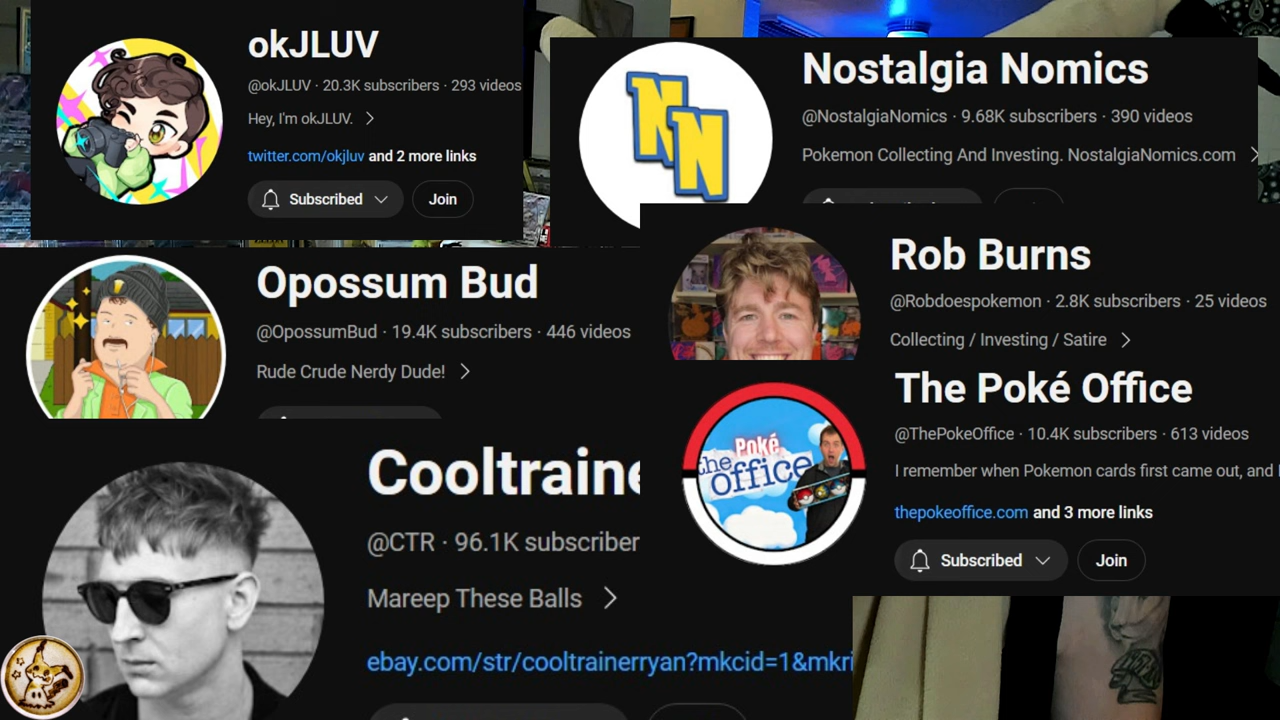 okJLUV
@okJLUV · 20.3K subscribers · 293 videos
Hey, I'm okJLUV.
twitter.com/okjluv and 2 more links
Subscribed
Join
NN
Nostalgia Nomics
@NostalgiaNomics · 9.68K subscribers · 390 videos
Pokemon Collecting And Investing. NostalgiaNomics.com
Opossum Bud
@OpossumBud · 19.4K subscribers · 446 videos
Rude Crude Nerdy Dude!
Rob Burns
@Robdoespokemon · 2.8K subscribers · 25 videos
Collecting / Investing / Satire
Poké
the office
The Poké Office
@ThePokeOffice · 10.4K subscribers · 613 videos
I remember when Pokemon cards first came out, and
thepokeoffice.com and 3 more links
Subscribed
Join
Cooltraine
@CTR · 96.1K subscriber
Mareep These Balls
ebay.com/str/cooltrainerryan?mkcid=1&mkri